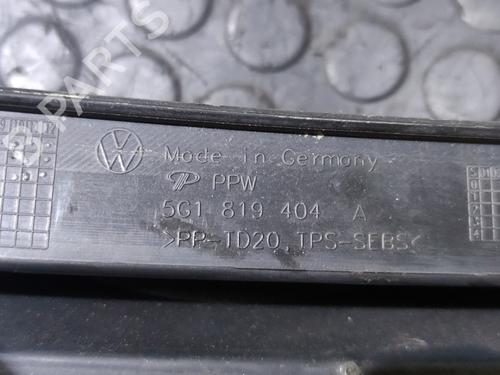 Made in Germany
PPW
5G1 819 404 A
>PP-TD20,TPS-SEBS<